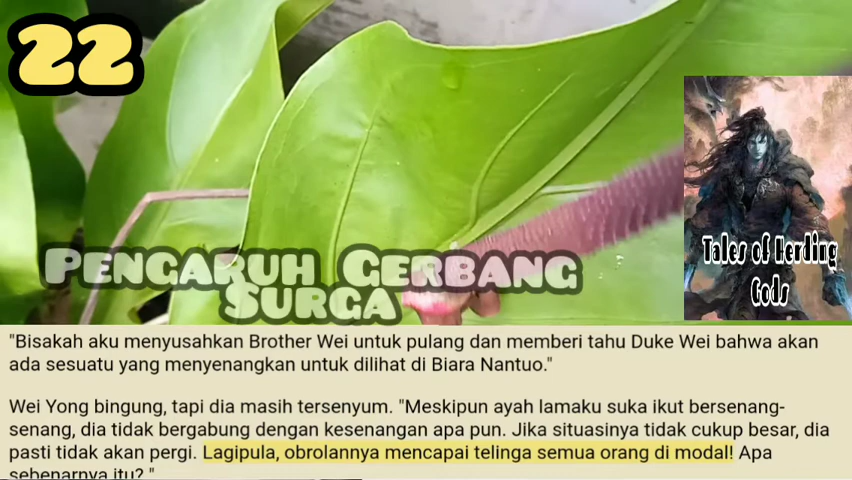 22
Tales of Herding
Gods
PENGARUH GERBANG
SURGA
"Bisakah aku menyusahkan Brother Wei untuk pulang dan memberi tahu Duke Wei bahwa akan
ada sesuatu yang menyenangkan untuk dilihat di Biara Nantuo."
Wei Yong bingung, tapi dia masih tersenyum. "Meskipun ayah lamaku suka ikut bersenang-
senang, dia tidak bergabung dengan kesenangan apa pun. Jika situasinya tidak cukup besar, dia
pasti tidak akan pergi. Lagipula, obrolannya mencapai telinga semua orang di modal! Apa
sebenarnya itu? "